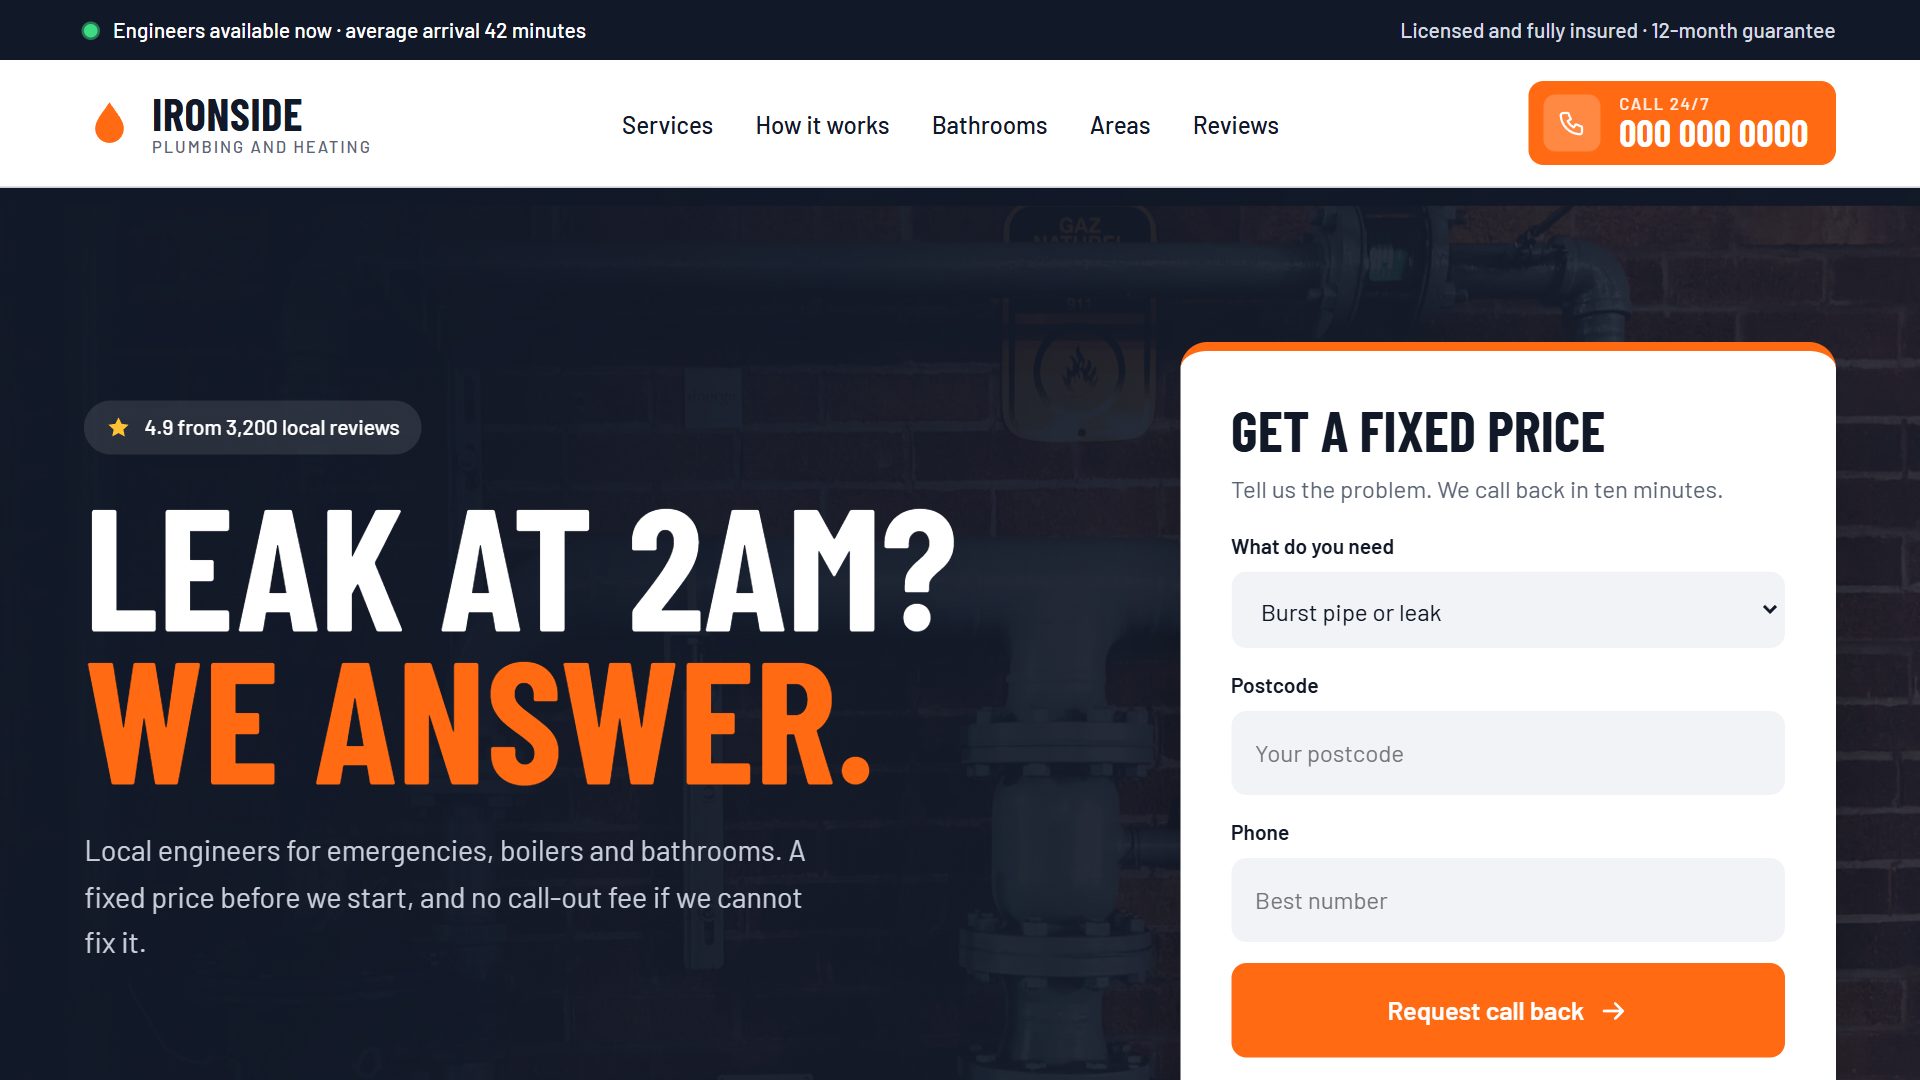 Engineers available now · average arrival 42 minutes
Licensed and fully insured · 12-month guarantee
IRONSIDE
PLUMBING AND HEATING
Services
How it works
Bathrooms
Areas
Reviews
CALL 24/7
000 000 0000
GAZ
NATUREL
911
4.9 from 3,200 local reviews
LEAK AT 2AM?
WE ANSWER.
Local engineers for emergencies, boilers and bathrooms. A
fixed price before we start, and no call-out fee if we cannot
fix it.
GET A FIXED PRICE
Tell us the problem. We call back in ten minutes.
What do you need
Burst pipe or leak
Postcode
Your postcode
Phone
Best number
Request call back →